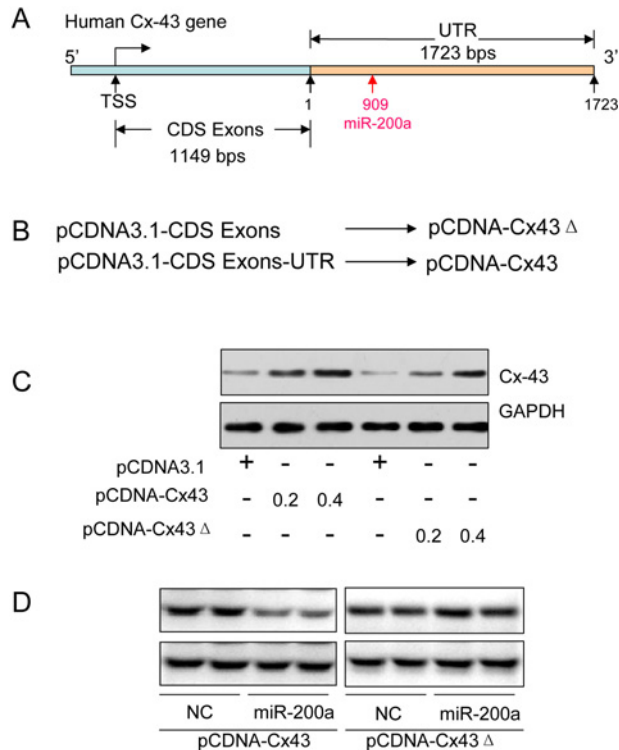 A
Human Cx-43 gene
UTR
5’ 1723 bps 3’
TSS 1 909 1723
miR-200a
CDS Exons
1149 bps
B
pCDNA3.1-CDS Exons pCDNA-Cx43 Δ
pCDNA3.1-CDS Exons-UTR pCDNA-Cx43
C
Cx-43
GAPDH
pCDNA3.1 + - - + - -
pCDNA-Cx43 - 0.2 0.4 - - -
pCDNA-Cx43 Δ - - - - 0.2 0.4
D
NC miR-200a NC miR-200a
pCDNA-Cx43 pCDNA-Cx43 Δ